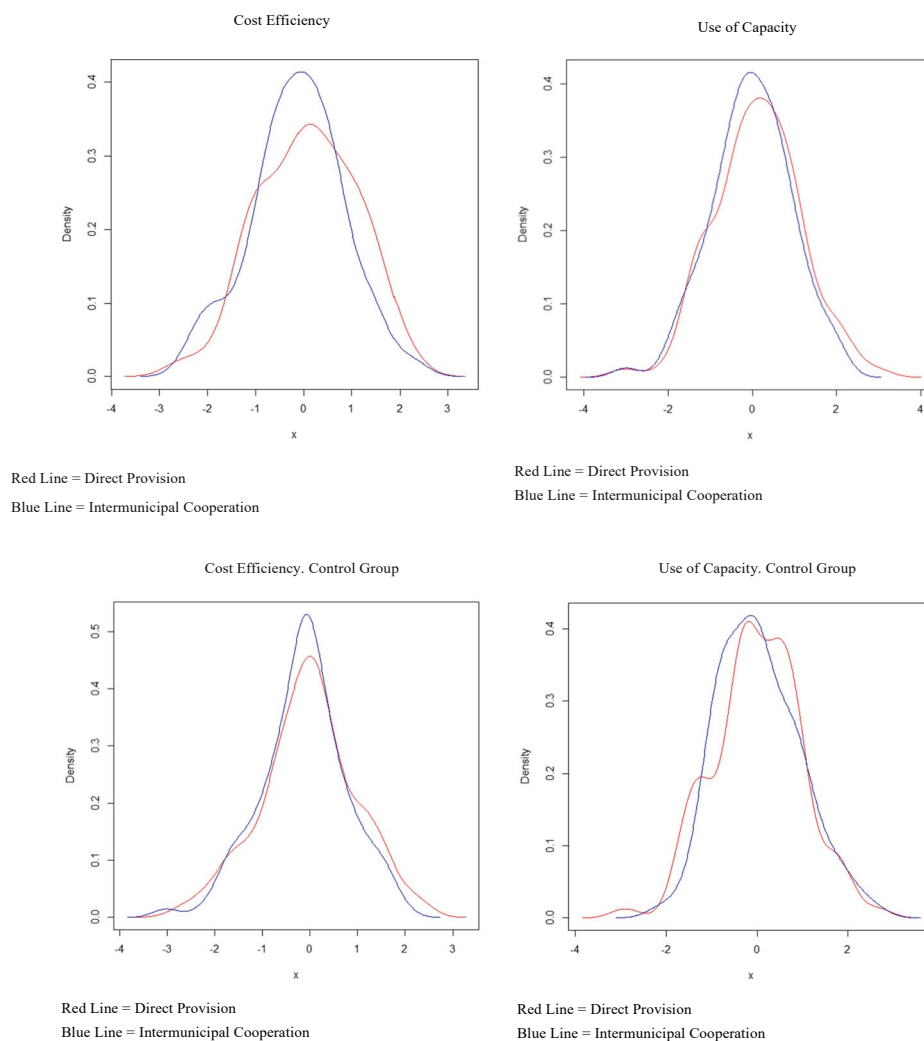 Cost Efficiency
Density
0.0
0.1
0.2
0.3
0.4
-4
-3
-2
-1
0
1
2
3
x
Red Line = Direct Provision
Blue Line = Intermunicipal Cooperation
Use of Capacity
Density
0.0
0.1
0.2
0.3
0.4
-4
-2
0
2
4
x
Red Line = Direct Provision
Blue Line = Intermunicipal Cooperation
Cost Efficiency. Control Group
Density
0.0
0.1
0.2
0.3
0.4
0.5
-4
-3
-2
-1
0
1
2
3
x
Red Line = Direct Provision
Blue Line = Intermunicipal Cooperation
Use of Capacity. Control Group
Density
0.0
0.1
0.2
0.3
0.4
-4
-2
0
2
x
Red Line = Direct Provision
Blue Line = Intermunicipal Cooperation